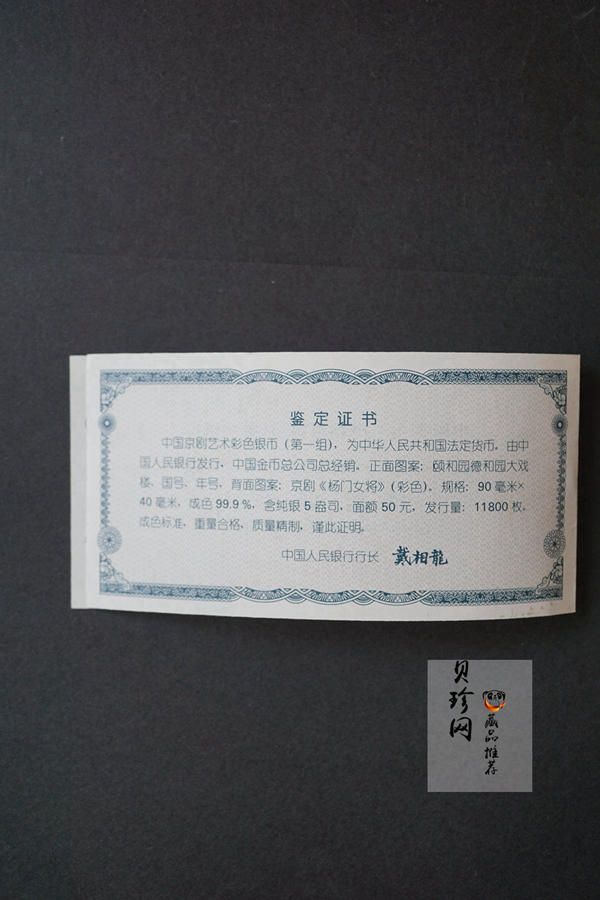 鉴定证书
中国京剧艺术彩色银币（第一组），为中华人民共和国法定货币，由中
国人民银行发行，中国金币总公司总经销，正面图案：颐和园德和园大戏
楼、国号、年号，背面图案：京剧《杨门女将》（彩色），规格：90毫米×
40毫米，成色99.9%，含纯银5盎司，面额50元，发行量：11800枚，
成色标准，重量合格，质量精制，谨此证明。
中国人民银行行长 戴相龍
贝珍网
藏品推荐